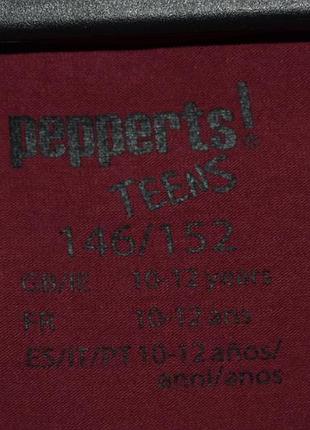 pepperts!
TEENS
146/152
GB/IE 10-12 years
FR 10-12 ans
ES/IT/PT 10-12 años/
anni/anos